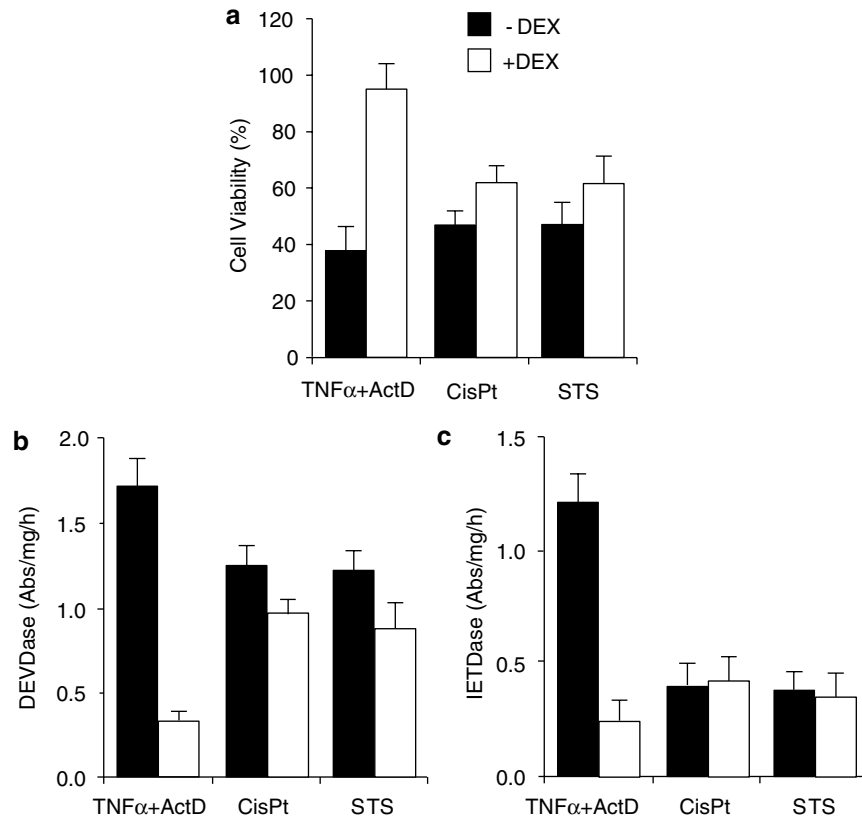 a
- DEX
+DEX
Cell Viability (%)
120
100
80
60
40
20
0
TNFα+ActD CisPt STS
b
DEVDase (Abs/mg/h)
2.0
1.5
1.0
0.5
0.0
TNFα+ActD CisPt STS
c
IETDase (Abs/mg/h)
1.5
1.0
0.5
0.0
TNFα+ActD CisPt STS